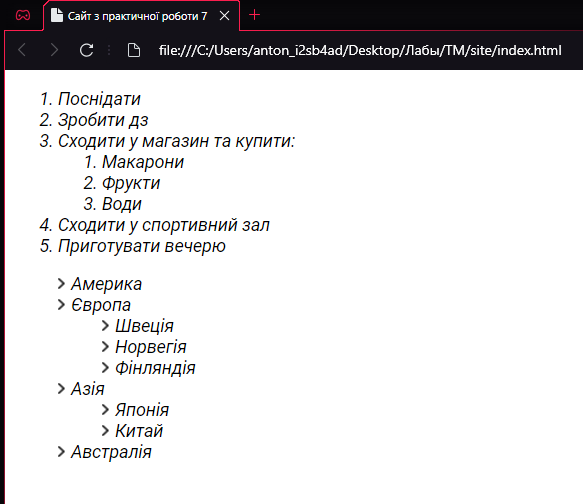 Сайт з практичної роботи 7
file:///C:/Users/anton_i2sb4ad/Desktop/Лабы/TM/site/index.html
1. Поснідати
2. Зробити дз
3. Сходити у магазин та купити:
1. Макарони
2. Фрукти
3. Води
4. Сходити у спортивний зал
5. Приготувати вечерю
Америка
Європа
Швеція
Норвегія
Фінляндія
Азія
Японія
Китай
Австралія